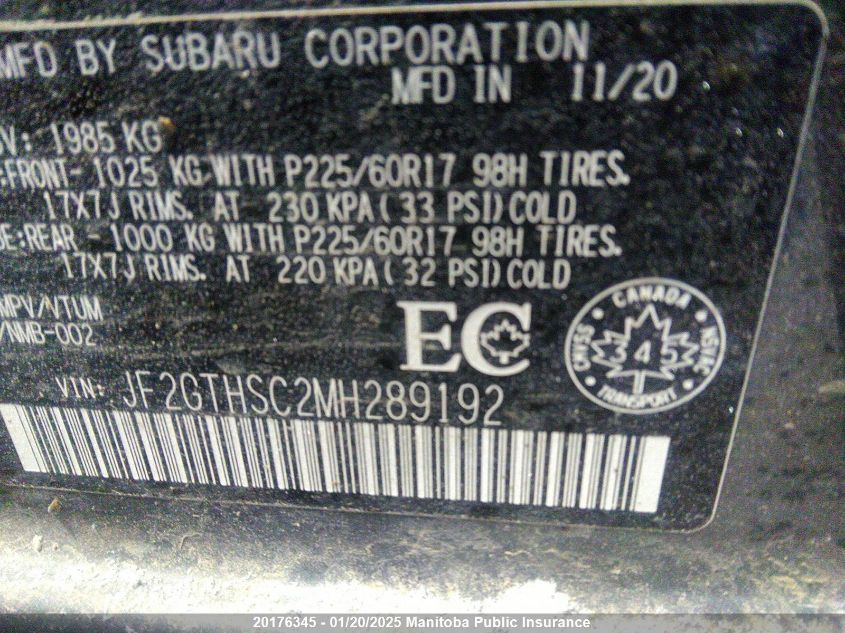 MFD BY SUBARU CORPORATION
MFD IN 11/20
V: 1985 KG
:FRONT- 1025 KG WITH P225/60R17 98H TIRES.
17X7J RIMS. AT 230 KPA( 33 PSI)COLD
E:REAR - 1000 KG WITH P225/60R17 98H TIRES.
17X7J RIMS. AT 220 KPA( 32 PSI)COLD
MPV/VTUM
/NMB-002
EC
CANADA
CMVSS
NSVAC
345
TRANSPORT
VIN: JF2GTHSC2MH289192
20176345 - 01/20/2025 Manitoba Public Insurance